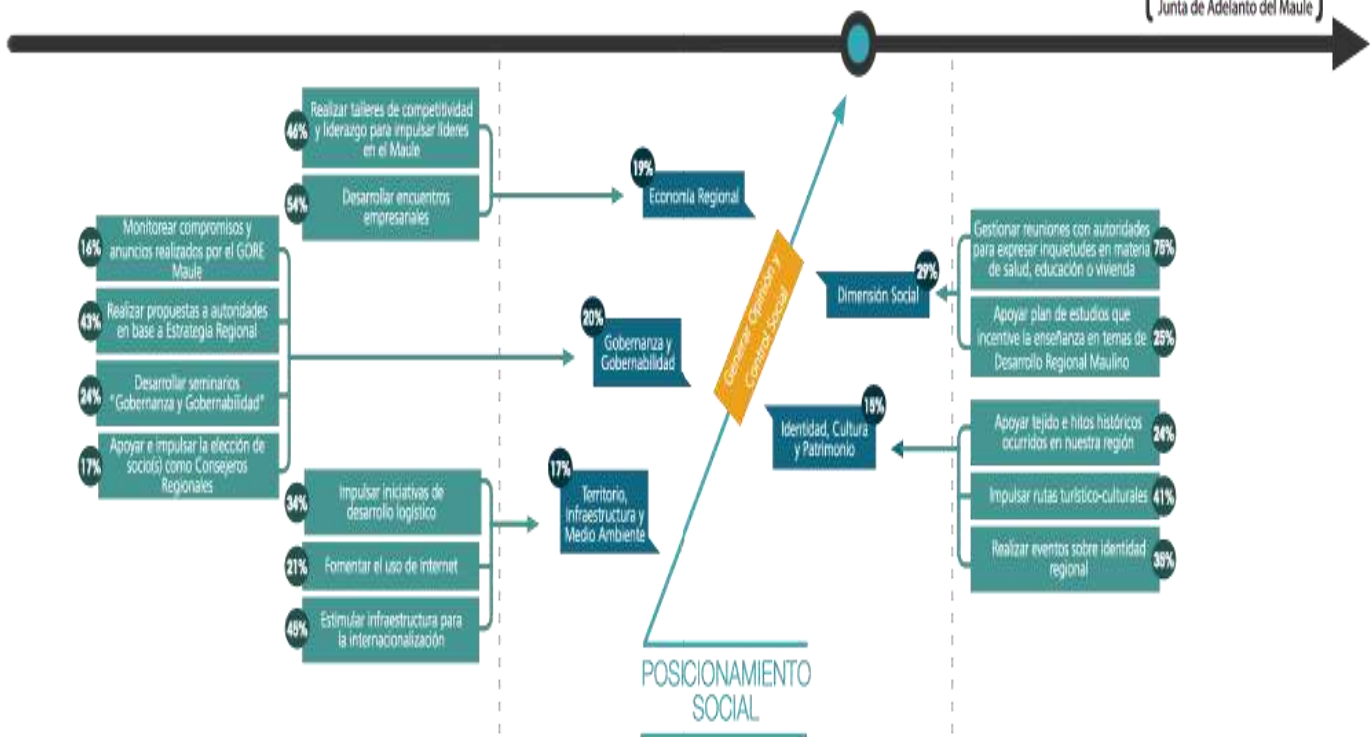 Junta de Adelanto del Maule
46%
Realizar talleres de competitividad
y liderazgo para impulsar líderes
en el Maule
54%
Desarrollar encuentros
empresariales
16%
Monitorear compromisos y
anuncios realizados por el GORE
Maule
43%
Realizar propuestas a autoridades
en base a Estrategia Regional
24%
Desarrollar seminarios
"Gobernanza y Gobernabilidad"
17%
Apoyar e impulsar la elección de
socio(s) como Consejeros
Regionales
34%
Impulsar iniciativas de
desarrollo logístico
21%
Fomentar el uso de internet
45%
Estimular infraestructura para
la internacionalización
19%
Economía Regional
20%
Gobernanza y
Gobernabilidad
17%
Territorio,
Infraestructura y
Medio Ambiente
General Opinión y
Control Social
29%
Dimensión Social
15%
Identidad, Cultura
y Patrimonio
Gestionar reuniones con autoridades
para expresar inquietudes en materia
de salud, educación o vivienda
75%
Apoyar plan de estudios que
incentive la enseñanza en temas de
Desarrollo Regional Maulino
25%
Apoyar tejido e hitos históricos
ocurridos en nuestra región
24%
Impulsar rutas turístico-culturales
41%
Realizar eventos sobre identidad
regional
35%
POSICIONAMIENTO
SOCIAL